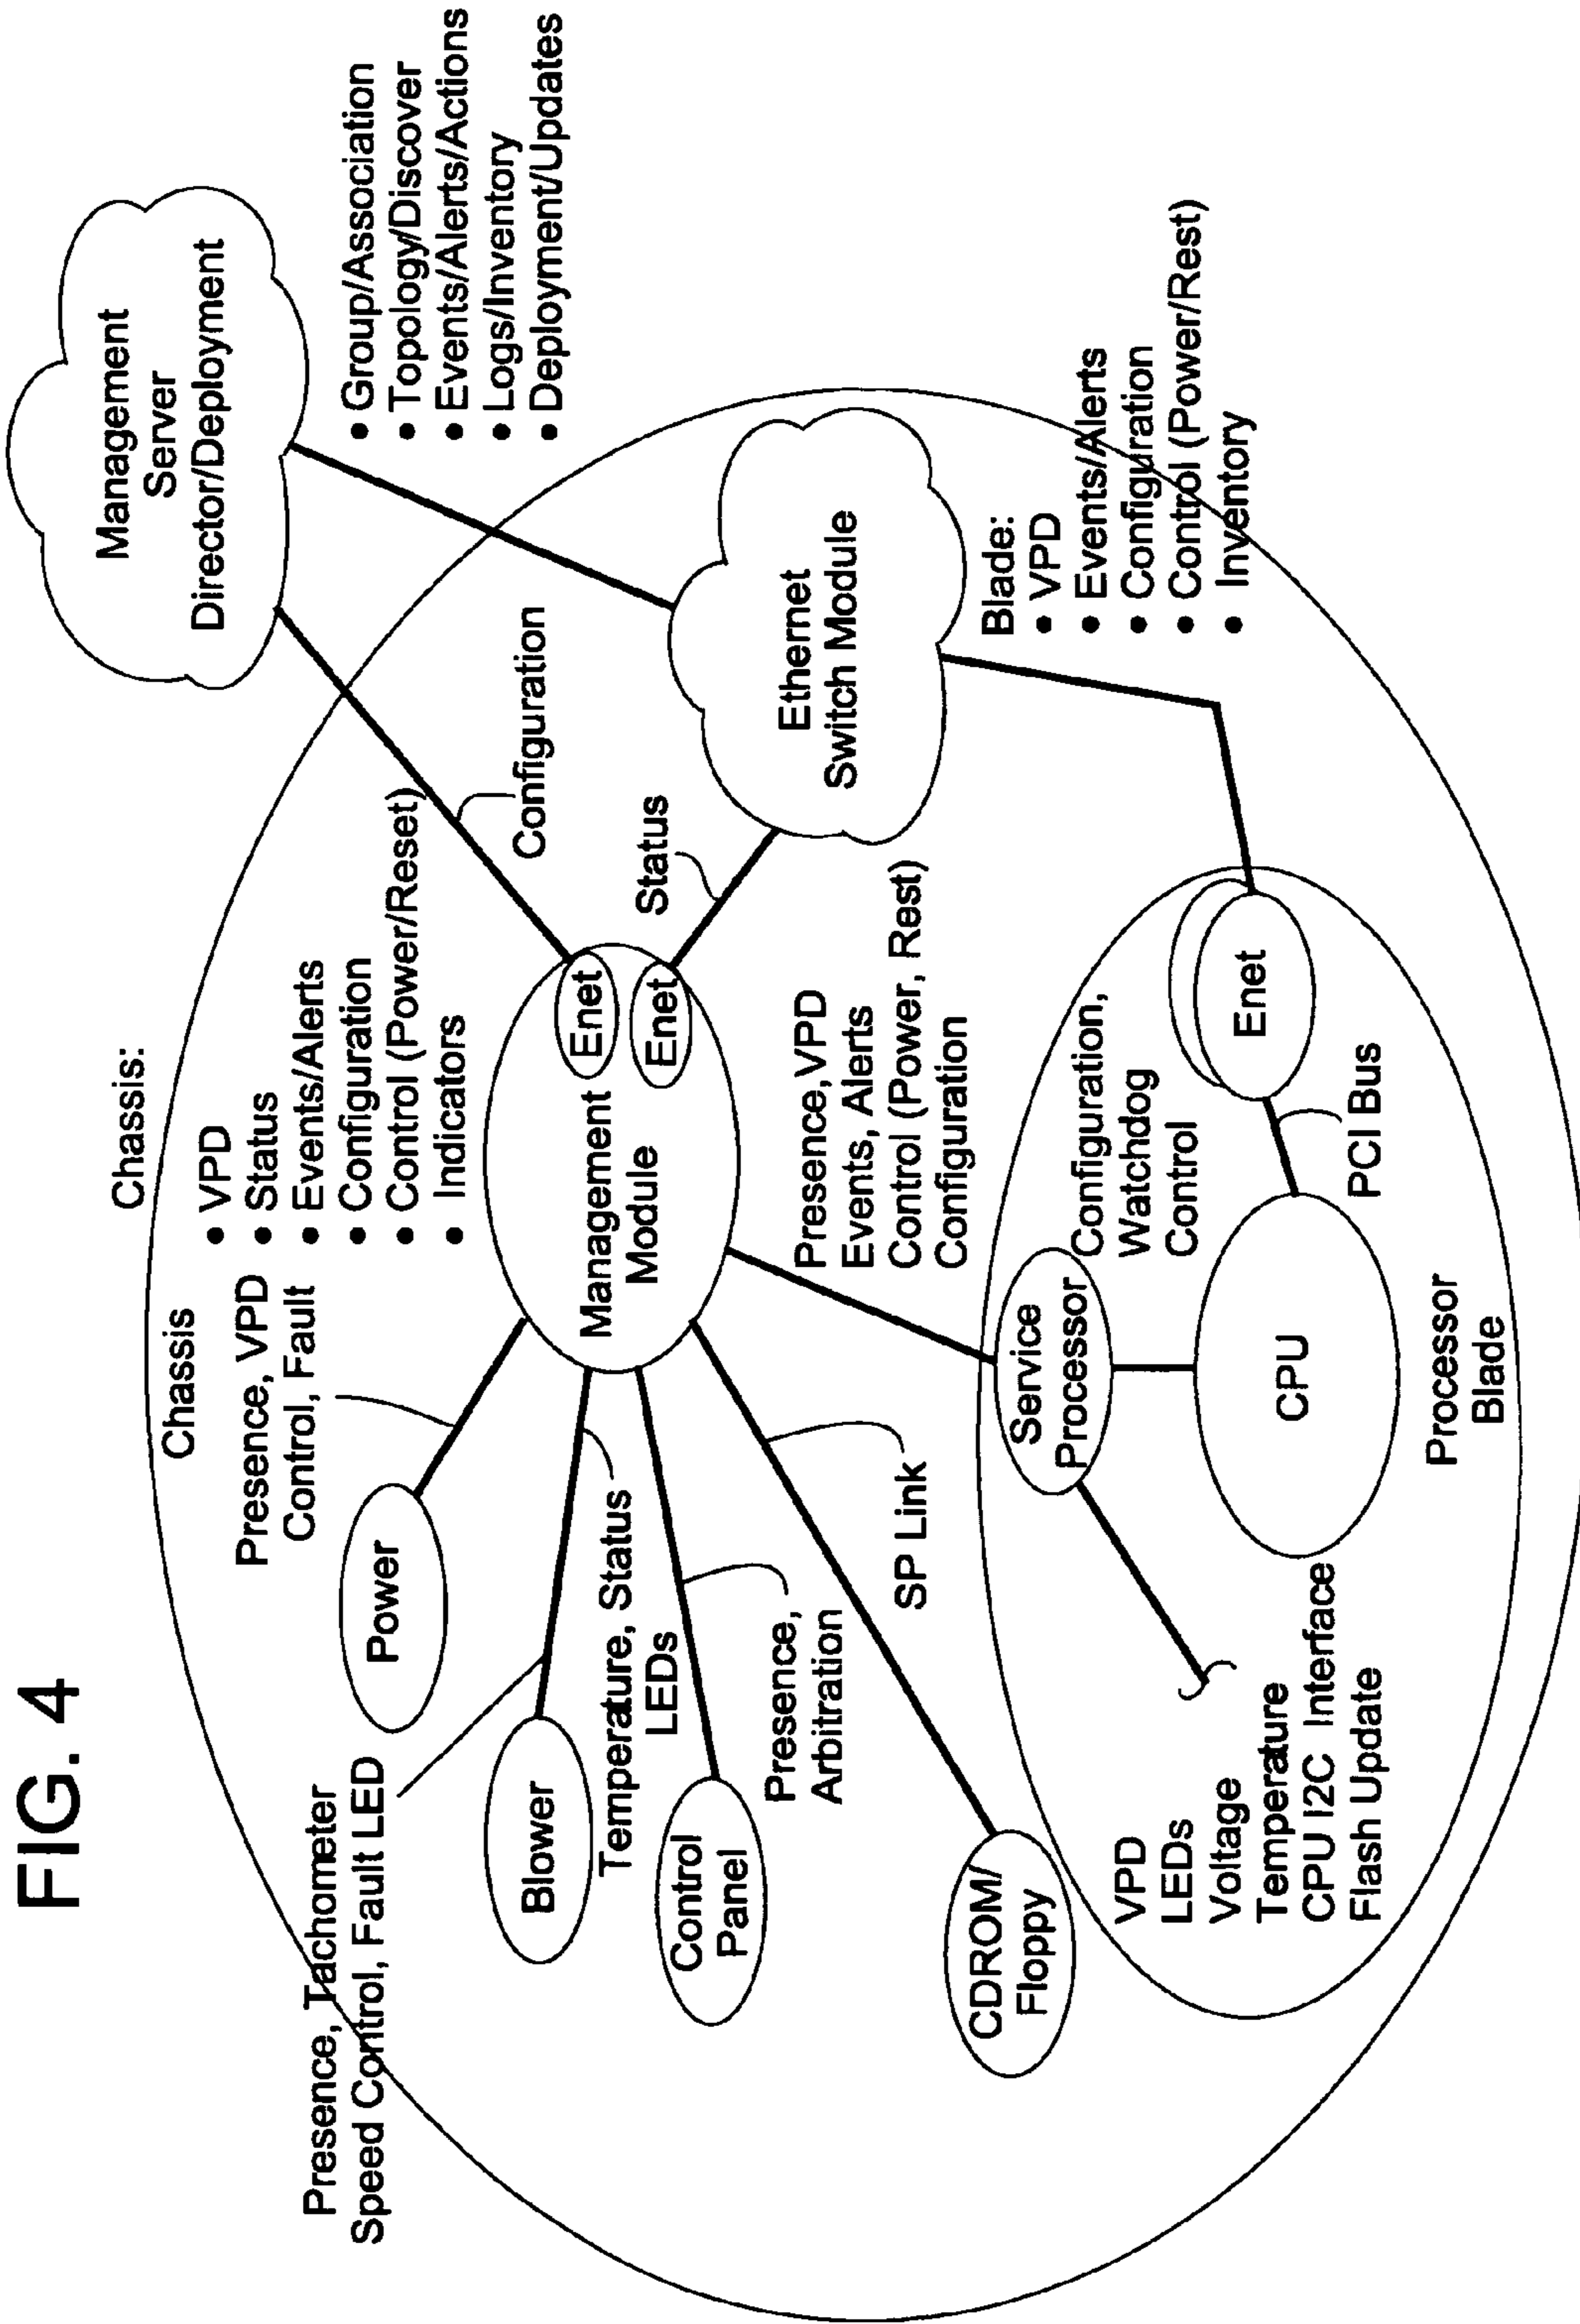 FIG. 4
Management
Server
Director/Deployment
• Group/Association
• Topology/Discover
• Events/Alerts/Actions
• Logs/Inventory
• Deployment/Updates
Chassis:
• VPD
• Status
• Events/Alerts
• Configuration
• Control (Power/Reset)
• Indicators
Chassis
Presence, VPD
Control, Fault
Power
Presence, Tachometer
Speed Control, Fault LED
Blower
Temperature, Status
LEDs
Control
Panel
Presence,
Arbitration
CDROM/
Floppy
SP Link
Management
Module
Enet
Enet
Configuration
Status
Ethernet
Switch Module
Presence,VPD
Events, Alerts
Control (Power, Rest)
Configuration
Blade:
• VPD
• Events/Alerts
• Configuration
• Control (Power/Rest)
• Inventory
Service
Processor
Configuration,
Watchdog
Control
Enet
PCI Bus
CPU
VPD
LEDs
Voltage
Temperature
CPU I2C Interface
Flash Update
Processor
Blade